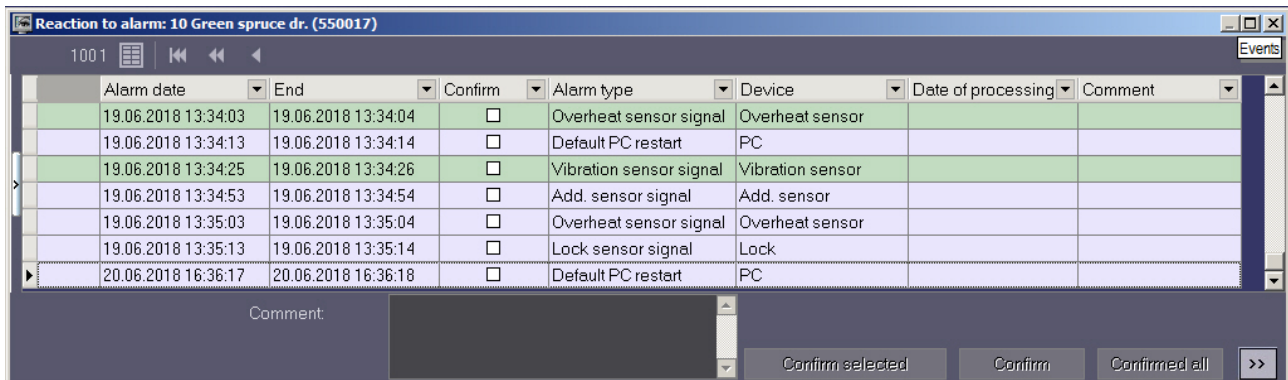 Reaction to alarm: 10 Green spruce dr. (550017)
1001
Events
Alarm date End Confirm Alarm type Device Date of processing Comment
19.06.2018 13:34:03 19.06.2018 13:34:04 Overheat sensor signal Overheat sensor
19.06.2018 13:34:13 19.06.2018 13:34:14 Default PC restart PC
19.06.2018 13:34:25 19.06.2018 13:34:26 Vibration sensor signal Vibration sensor
19.06.2018 13:34:53 19.06.2018 13:34:54 Add. sensor signal Add. sensor
19.06.2018 13:35:03 19.06.2018 13:35:04 Overheat sensor signal Overheat sensor
19.06.2018 13:35:13 19.06.2018 13:35:14 Lock sensor signal Lock
20.06.2018 16:36:17 20.06.2018 16:36:18 Default PC restart PC
Comment:
Confirm selected Confirm Confirmed all >>